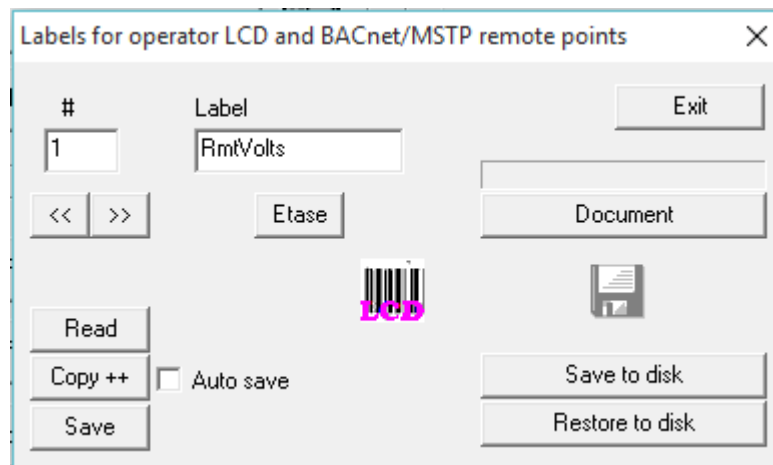 Labels for operator LCD and BACnet/MSTP remote points
# Label
Exit
1 RmtVolts
<< >> Etase Document
LCD
Read
Copy ++ Auto save Save to disk
Save Restore to disk